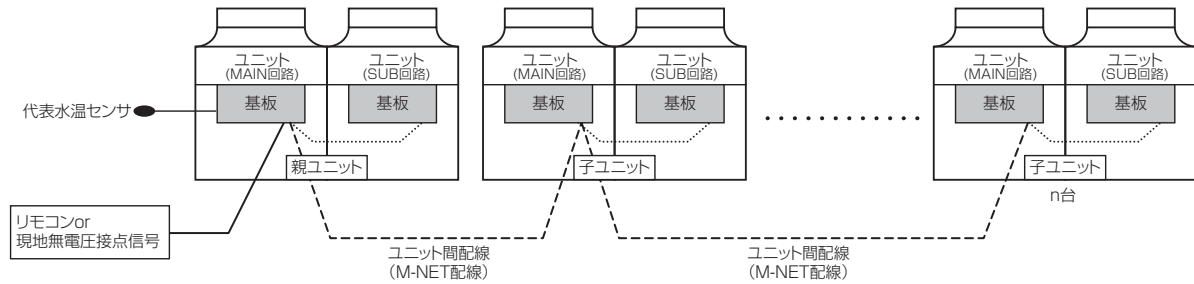 ユニット
(MAIN回路)
ユニット
(SUB回路)
ユニット
(MAIN回路)
ユニット
(SUB回路)
ユニット
(MAIN回路)
ユニット
(SUB回路)
基板
基板
基板
基板
基板
基板
代表水温センサ
親ユニット
子ユニット
子ユニット
n台
リモコンor
現地無電圧接点信号
ユニット間配線
(M-NET配線)
ユニット間配線
(M-NET配線)